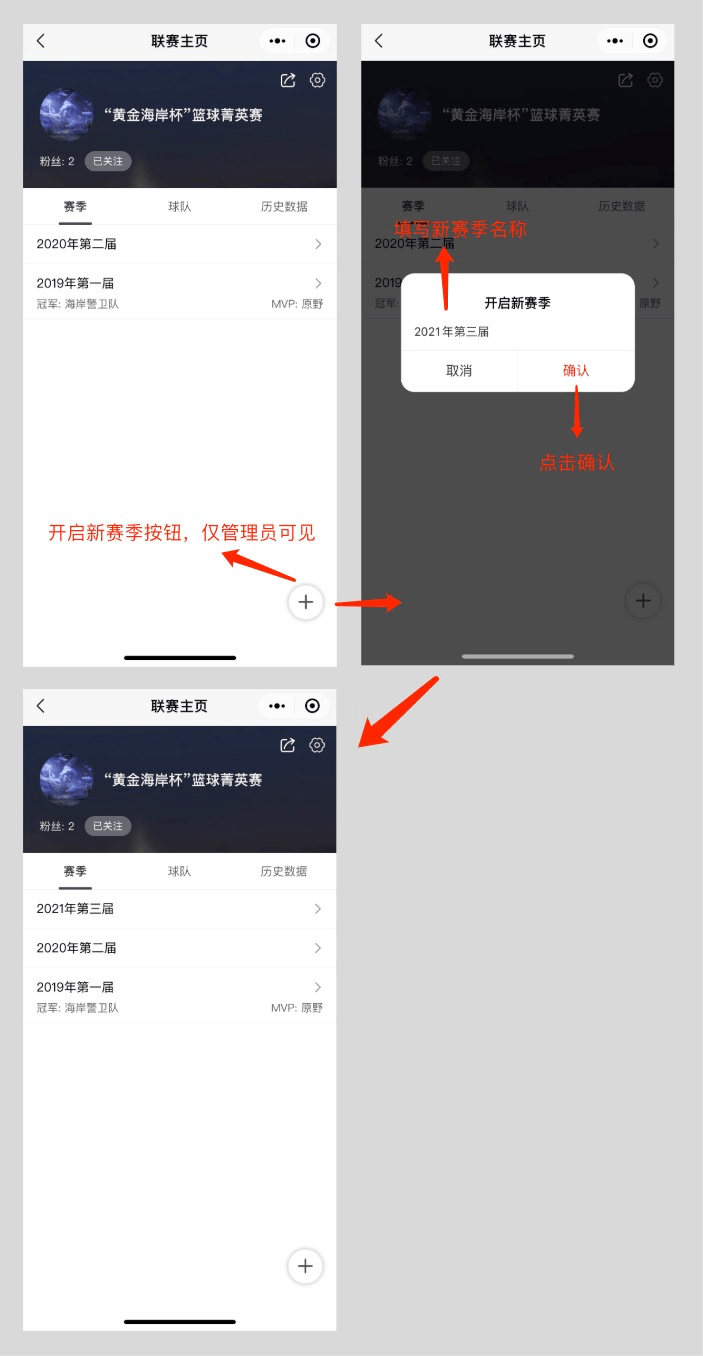 联赛主页
“黄金海岸杯”篮球菁英赛
粉丝: 2 已关注
赛季 球队 历史数据
2020年第二届
2019年第一届
冠军: 海岸警卫队 MVP: 原野
开启新赛季按钮，仅管理员可见
联赛主页
“黄金海岸杯”篮球菁英赛
粉丝: 2 已关注
赛季 球队 历史数据
填写新赛季名称
2020年第二届
2019
冠军: 原野
开启新赛季
2021年第三届
取消 确认
点击确认
联赛主页
“黄金海岸杯”篮球菁英赛
粉丝: 2 已关注
赛季 球队 历史数据
2021年第三届
2020年第二届
2019年第一届
冠军: 海岸警卫队 MVP: 原野